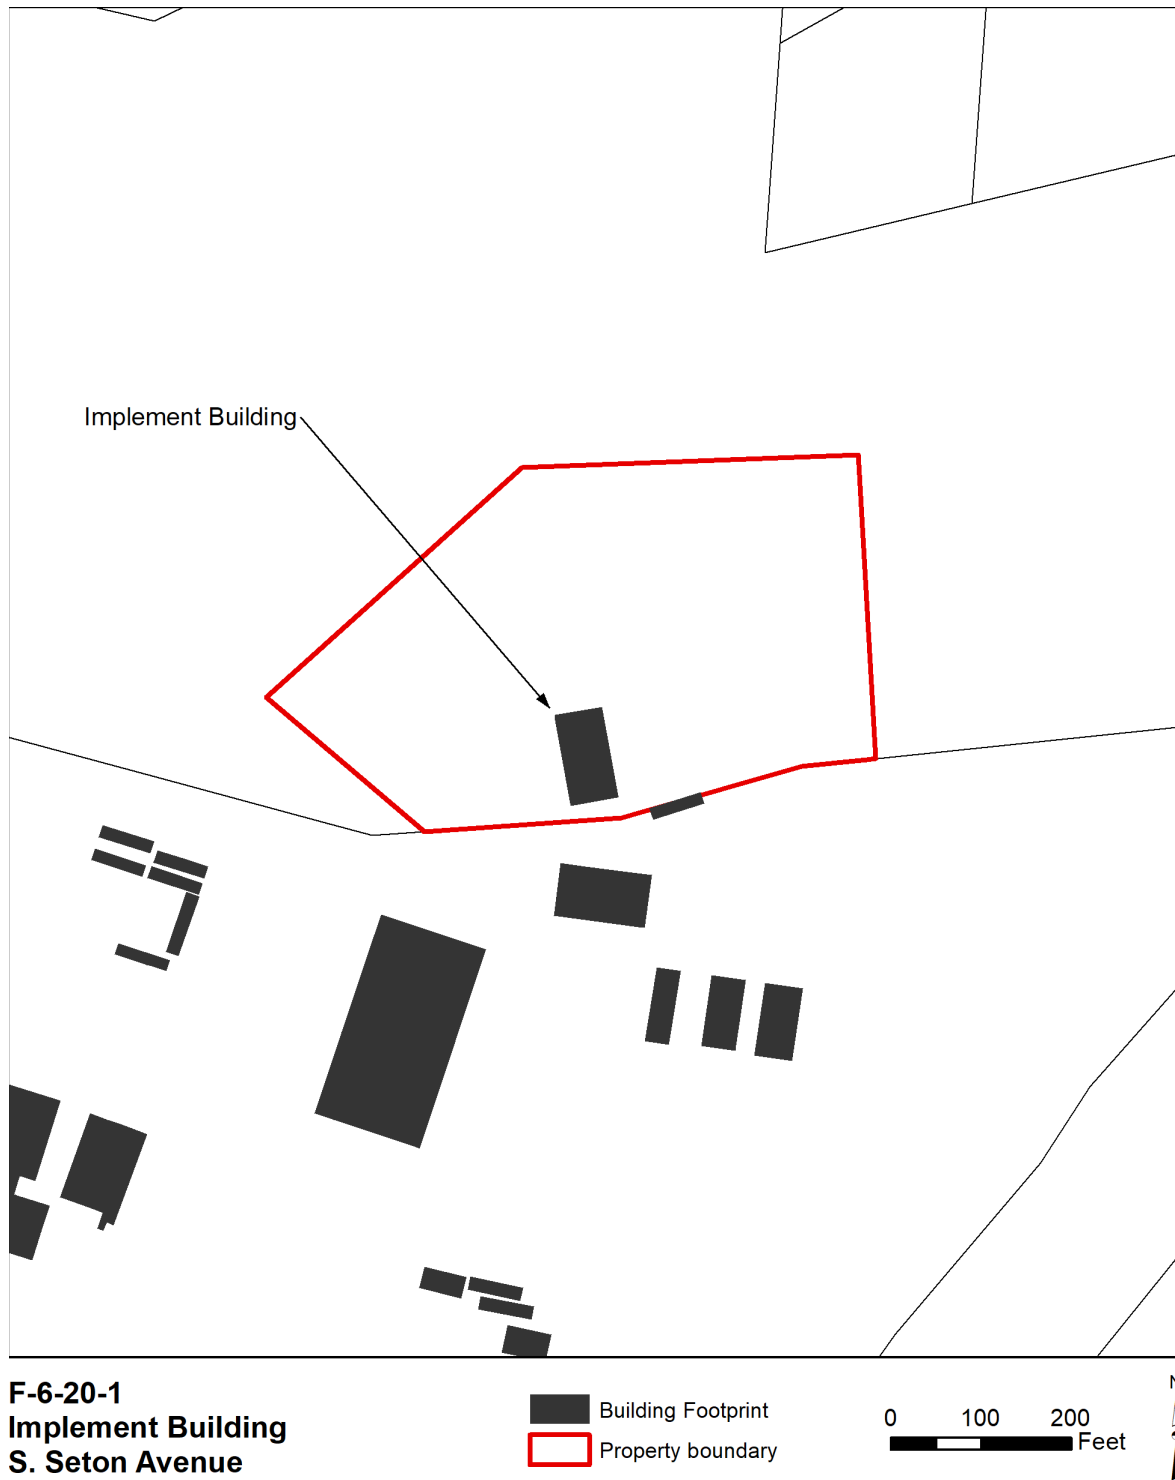 Implement Building
F-6-20-1
Implement Building
S. Seton Avenue
Building Footprint
Property boundary
0 100 200
Feet
N